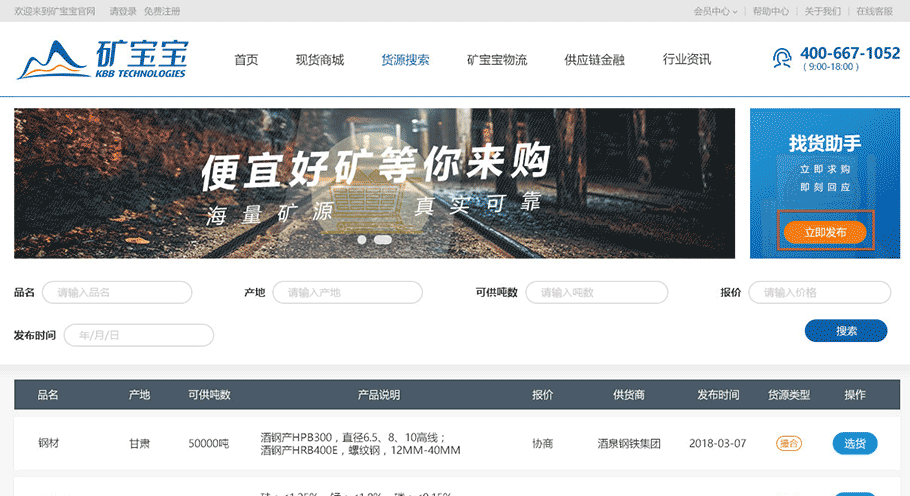 欢迎来到矿宝宝官网 请登录 免费注册 会员中心 帮助中心 关于我们 在线客服
矿宝宝
KBB TECHNOLOGIES
首页 现货商城 货源搜索 矿宝宝物流 供应链金融 行业资讯
400-667-1052
( 9:00-18:00 )
便宜好矿等你来购
海量矿源 真实可靠
找货助手
立即求购
即刻回应
立即发布
品名 请输入品名 产地 请输入产地 可供吨数 请输入吨数 报价 请输入价格
发布时间 年/月/日 搜索
品名 产地 可供吨数 产品说明 报价 供货商 发布时间 货源类型 操作
钢材 甘肃 50000吨 酒钢产HPB300，直径6.5、8、10高线； 协商 酒泉钢铁集团 2018-03-07 撮合 选货
酒钢产HRB400E，螺纹钢，12MM-40MM